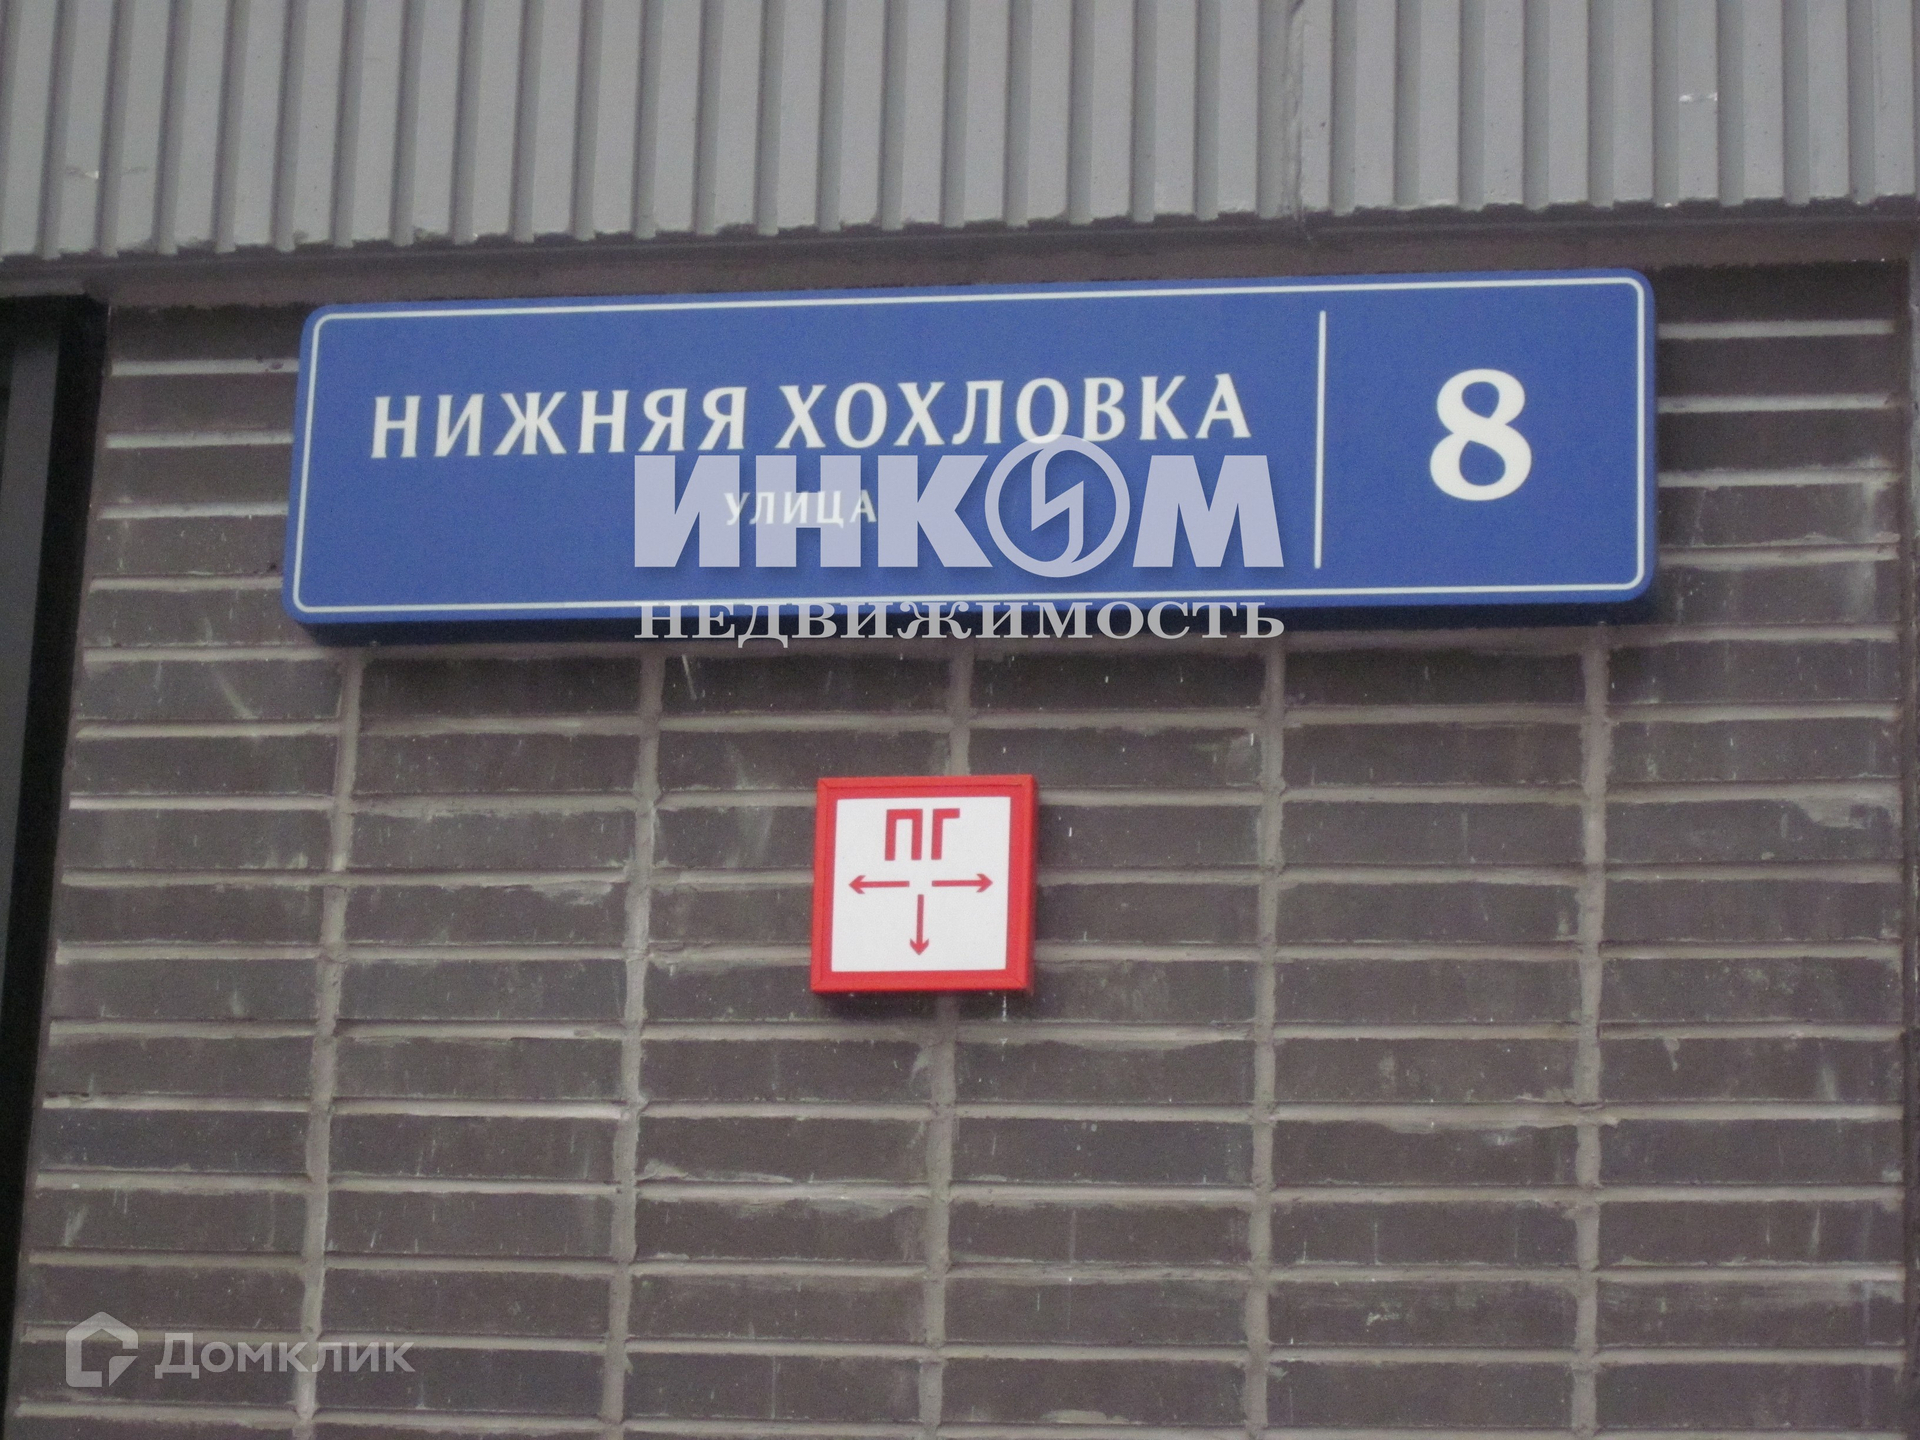 НИЖНЯЯ ХОХЛОВКА
УЛИЦА
8
ИНКОМ
НЕДВИЖИМОСТЬ
ПГ
Домклик